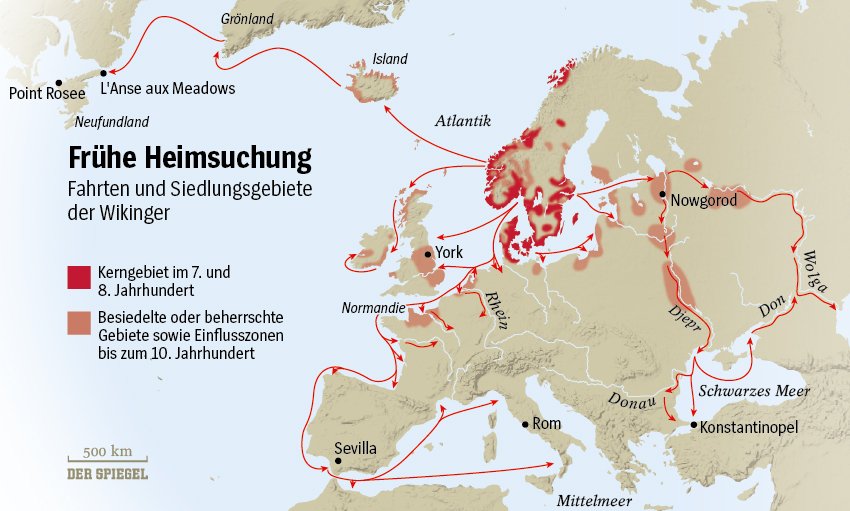 Grönland
Island
Point Rosee
L'Anse aux Meadows
Neufundland
Atlantik
Frühe Heimsuchung
Fahrten und Siedlungsgebiete
der Wikinger
Nowgorod
York
Wolga
Kerngebiet im 7. und
8. Jahrhundert
Normandie
Rhein
Djepr
Don
Besiedelte oder beherrschte
Gebiete sowie Einflusszonen
bis zum 10. Jahrhundert
Schwarzes Meer
Donau
Konstantinopel
Rom
Sevilla
500 km
DER SPIEGEL
Mittelmeer